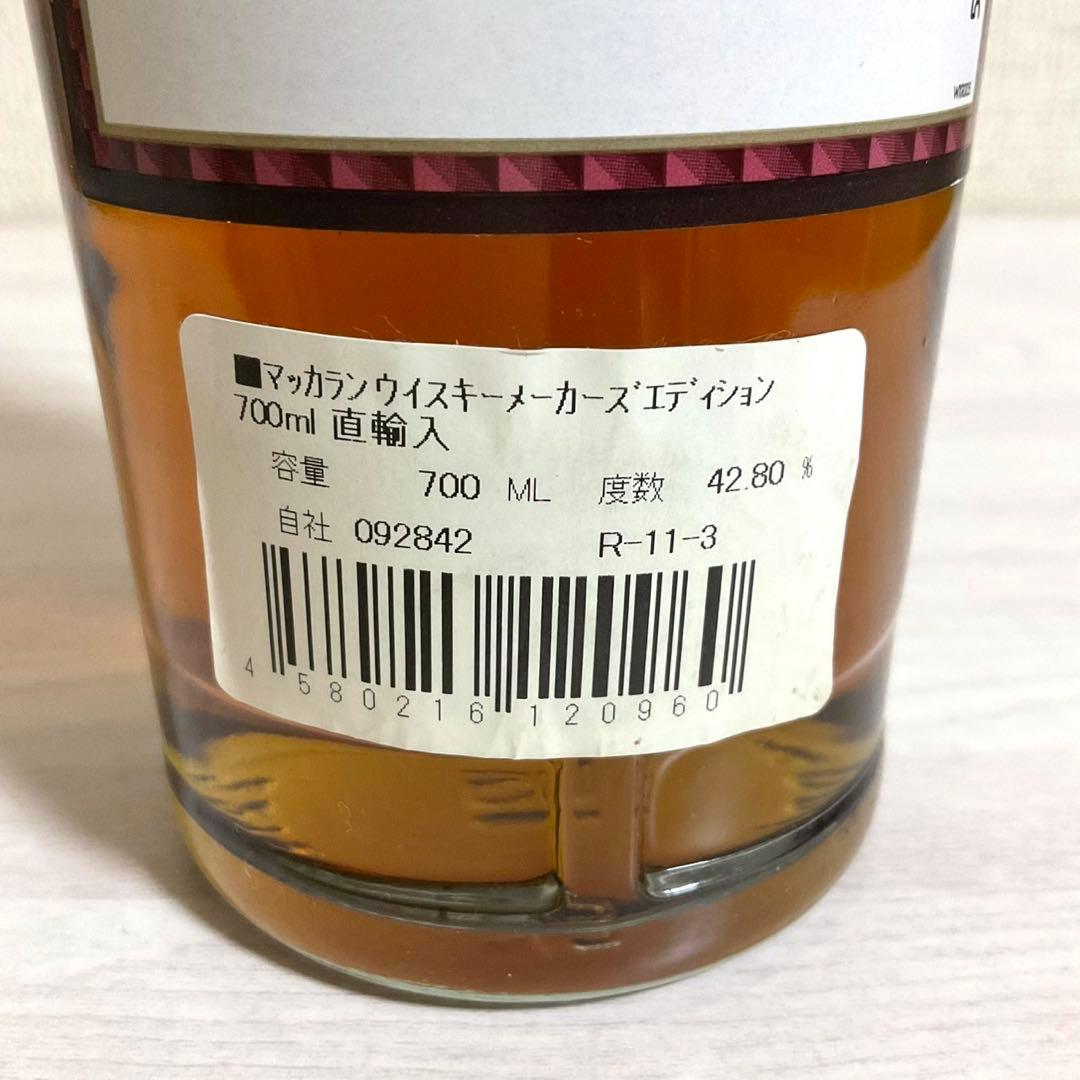 ■マッカランウイスキーメーカーズエディション
700ml 直輸入
容量 700 ML 度数 42.80 %
自社 092842 R-11-3
4 580216 120960